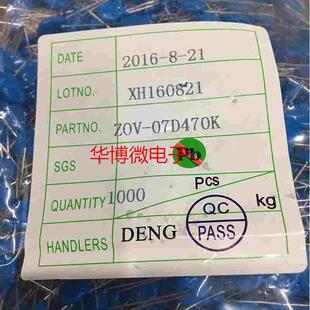 DATE 2016-8-21
LOTNO. XH160821
PARTNO. ZOV-07D470K
华博微电子
SGS Pb
PCS
QUANTITY 1000 kg
HANDLERS DENG QC PASS